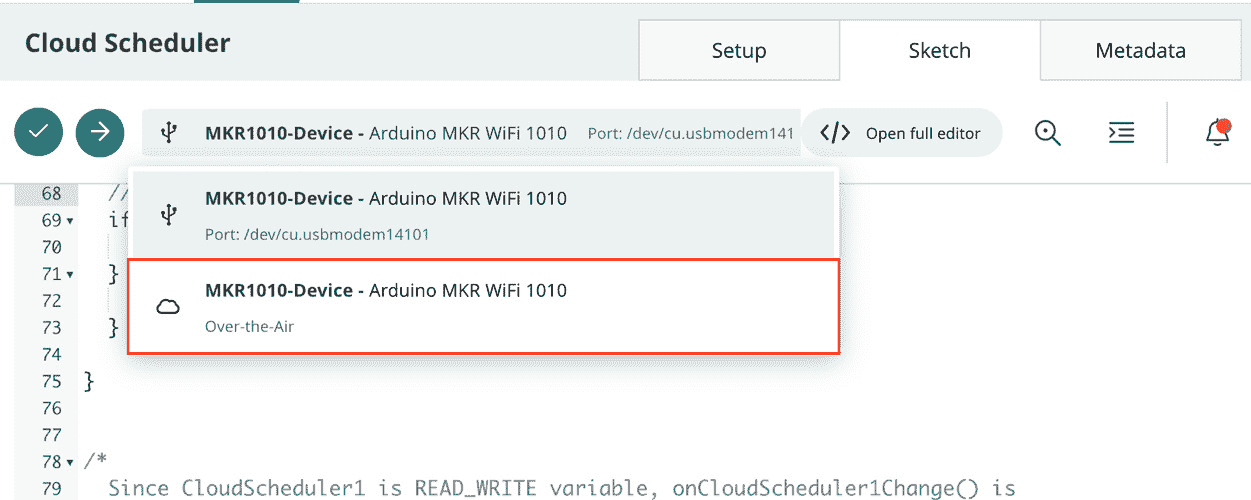 Cloud Scheduler
Setup
Sketch
Metadata
MKR1010-Device - Arduino MKR WiFi 1010 Port: /dev/cu.usbmodem141
</> Open full editor
MKR1010-Device - Arduino MKR WiFi 1010
Port: /dev/cu.usbmodem14101
MKR1010-Device - Arduino MKR WiFi 1010
Over-the-Air
68 //
69 if
70
71 }
72
73 }
74
75 }
76
77
78 /*
79 Since CloudScheduler1 is READ_WRITE variable, onCloudScheduler1Change() is